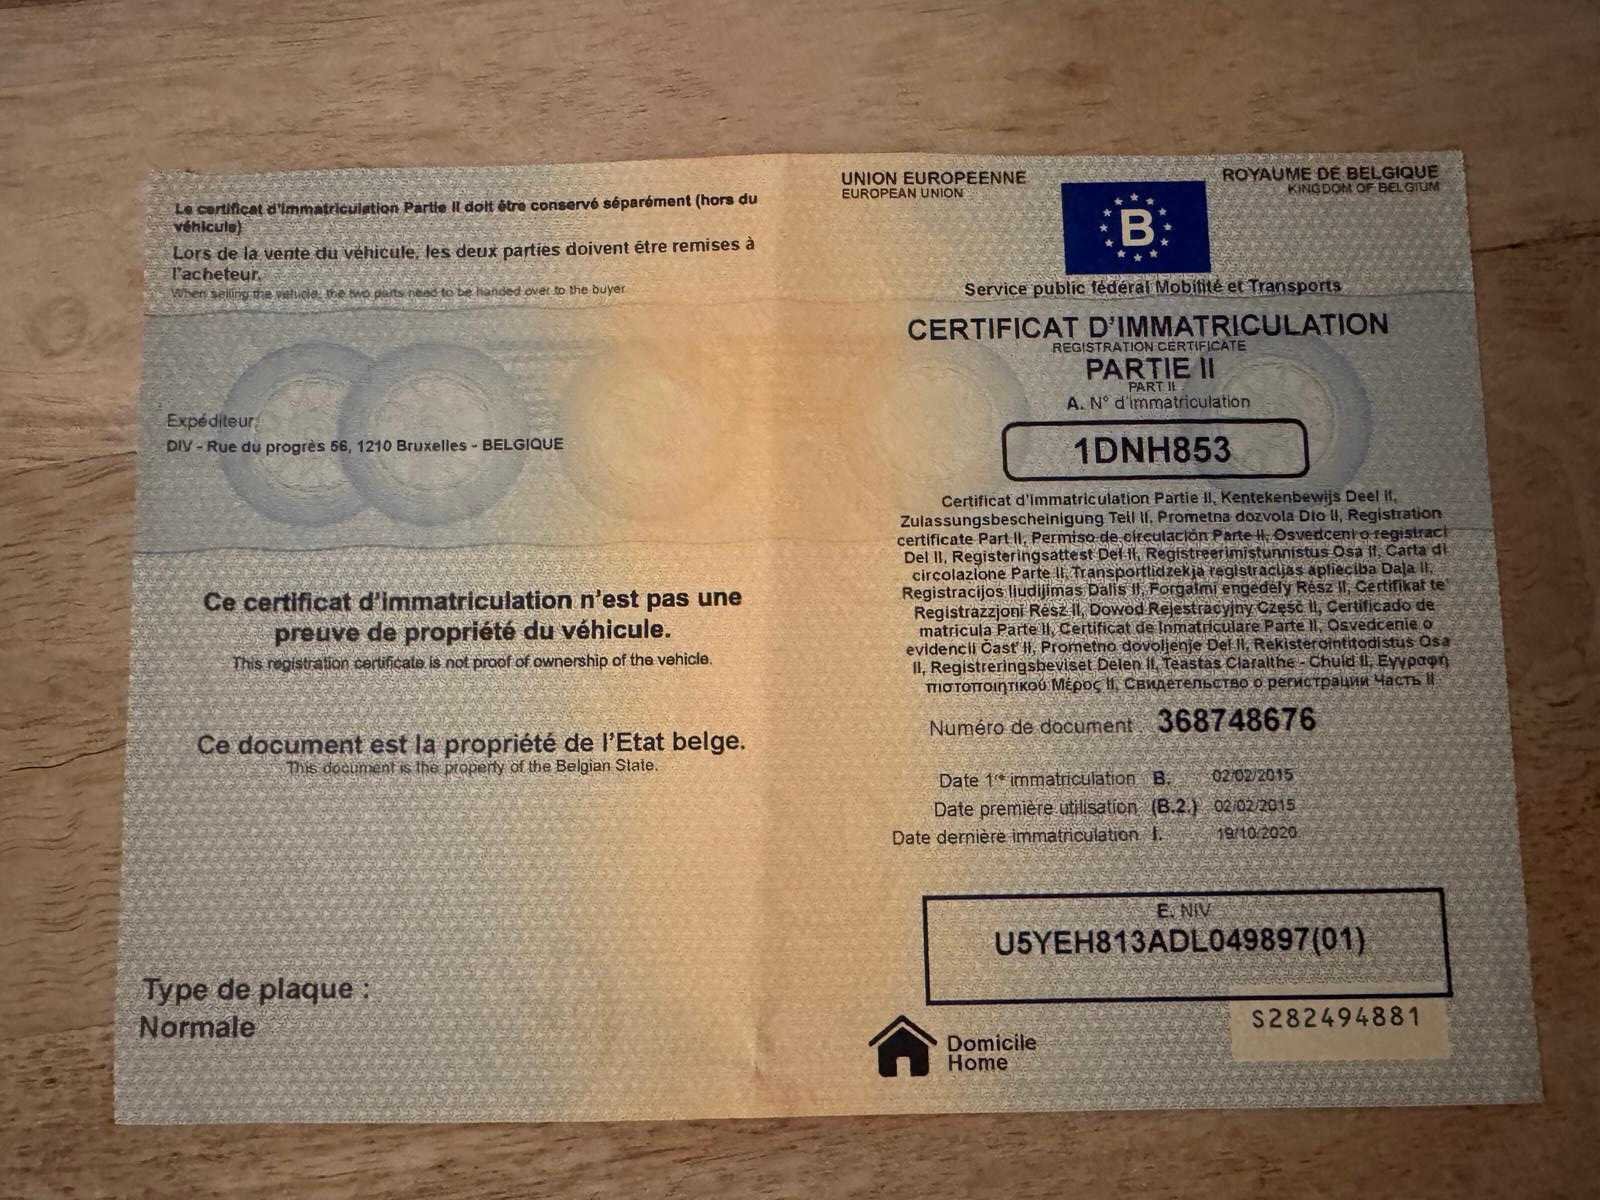 Le certificat d'immatriculation Partie II doit être conservé séparément (hors du
véhicule)
Lors de la vente du véhicule, les deux parties doivent être remises à
l'acheteur.
When selling the vehicle, the two parts need to be handed over to the buyer
Expéditeur:
DIV - Rue du progrès 56, 1210 Bruxelles - BELGIQUE
Ce certificat d'immatriculation n'est pas une
preuve de propriété du véhicule.
This registration certificate is not proof of ownership of the vehicle.
Ce document est la propriété de l'Etat belge.
This document is the property of the Belgian State.
Type de plaque :
Normale
UNION EUROPEENNE
EUROPEAN UNION
B
ROYAUME DE BELGIQUE
KINGDOM OF BELGIUM
Service public fédéral Mobilité et Transports
CERTIFICAT D'IMMATRICULATION
REGISTRATION CERTIFICATE
PARTIE II
PART II
A. N° d'immatriculation
1DNH853
Certificat d'immatriculation Partie II, Kentekenbewijs Deel II,
Zulassungsbescheinigung Teil II, Prometna dozvola Dio II, Registration
certificate Part II, Permiso de circulación Parte II, Osvedceni o registraci
Del II, Registeringsattest Del II, Registreerimistunnistus Osa II, Carta di
circolazione Parte II, Transportlidzekja registracijas aplieciba Daļa II,
Registracijos liudijimas Dalis II, Forgalmi engedély Rész II, Certifikat te'
Registrazzjoni Rész II, Dowód Rejestracyjny Część II, Certificado de
matricula Parte II, Certificat de Inmatriculare Parte II, Osvedcenie o
evidencii Časť II, Prometno dovoljenje Del II, Rekisterointitodistus Osa
II, Registreringsbeviset Delen II, Teastas Claraithe - Chuid II, Εγγραφή
πιστοποιητικού Μέρος II, Свидетельство о регистрации Часть II
Numéro de document 368748676
Date 1re immatriculation B. 02/02/2015
Date première utilisation (B.2.) 02/02/2015
Date dernière immatriculation I. 19/10/2020
E. NIV
U5YEH813ADL049897(01)
S282494881
Domicile
Home